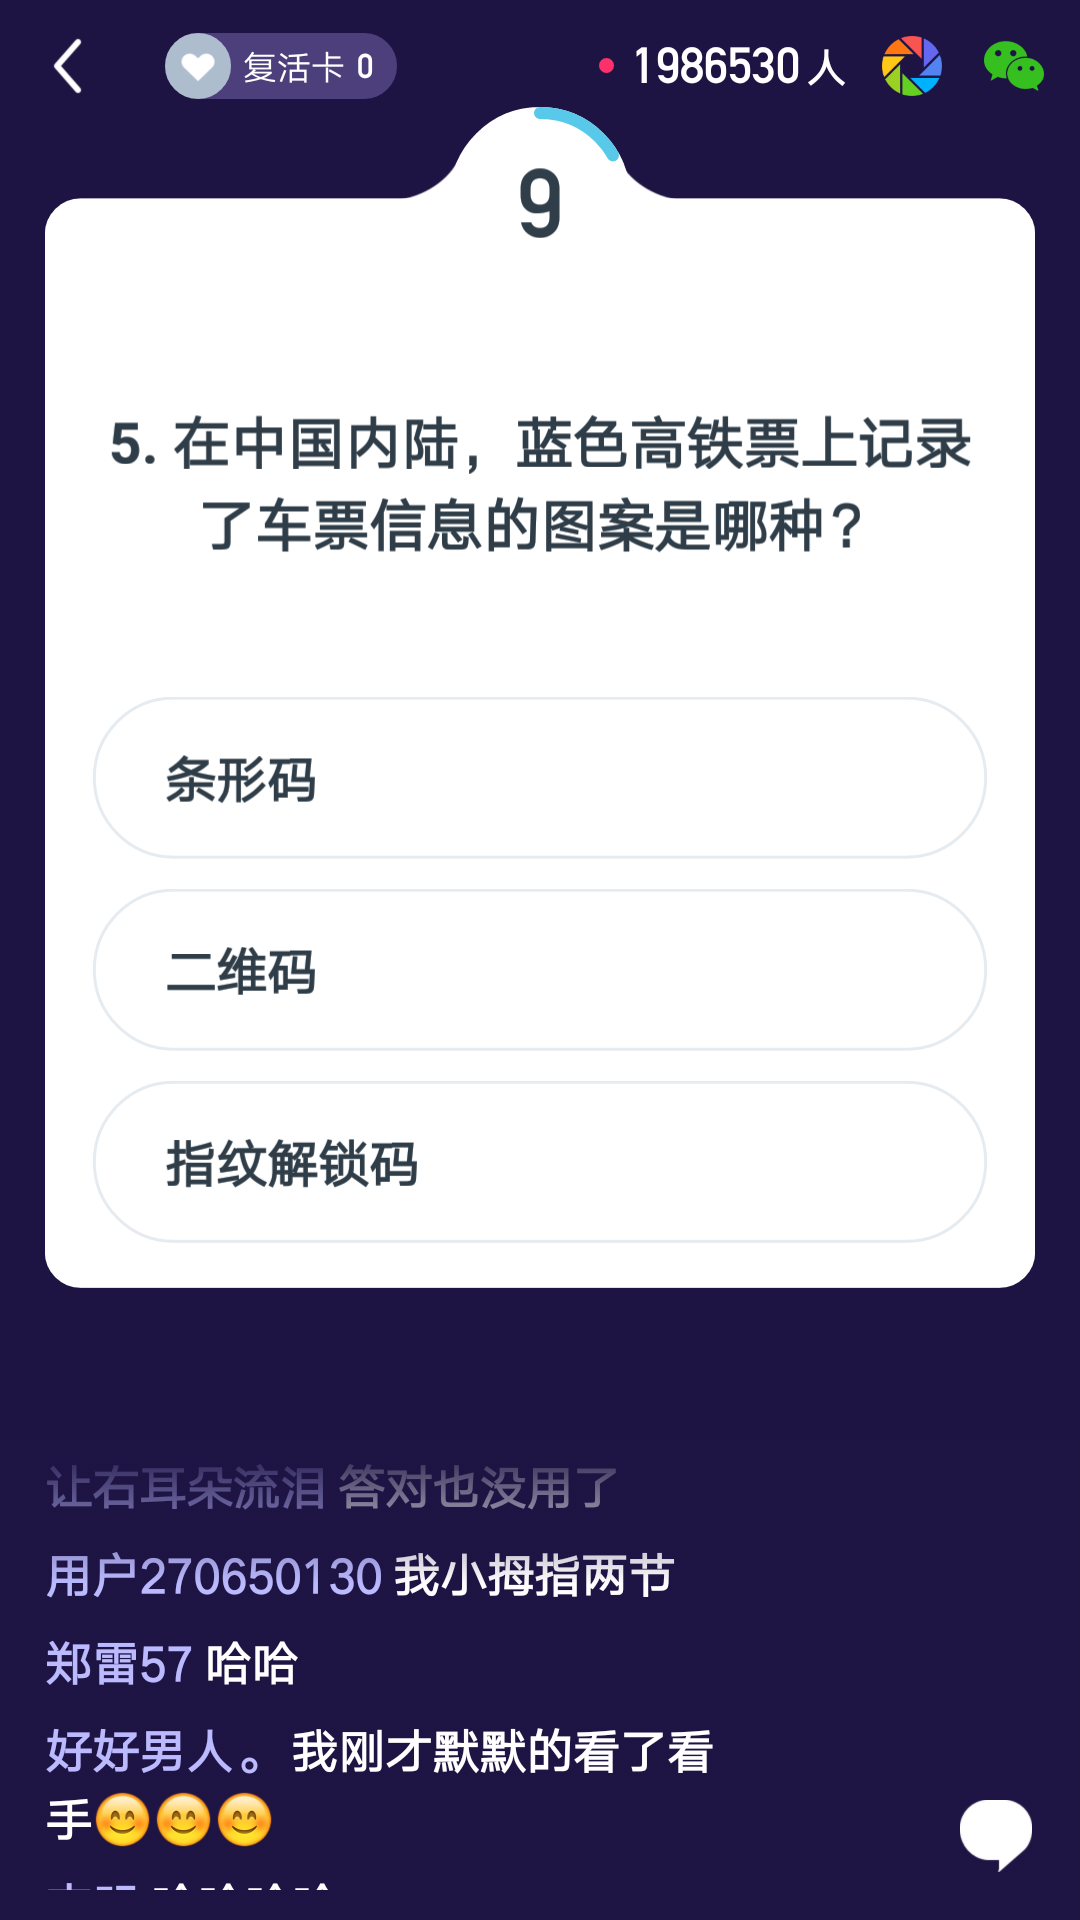 复活卡 0
1986530 人
9
5. 在中国内陆，蓝色高铁票上记录
了车票信息的图案是哪种？
条形码
二维码
指纹解锁码
让右耳朵流泪 答对也没用了
用户270650130 我小拇指两节
郑雷57 哈哈
好好男人。 我刚才默默的看了看
手😊😊😊